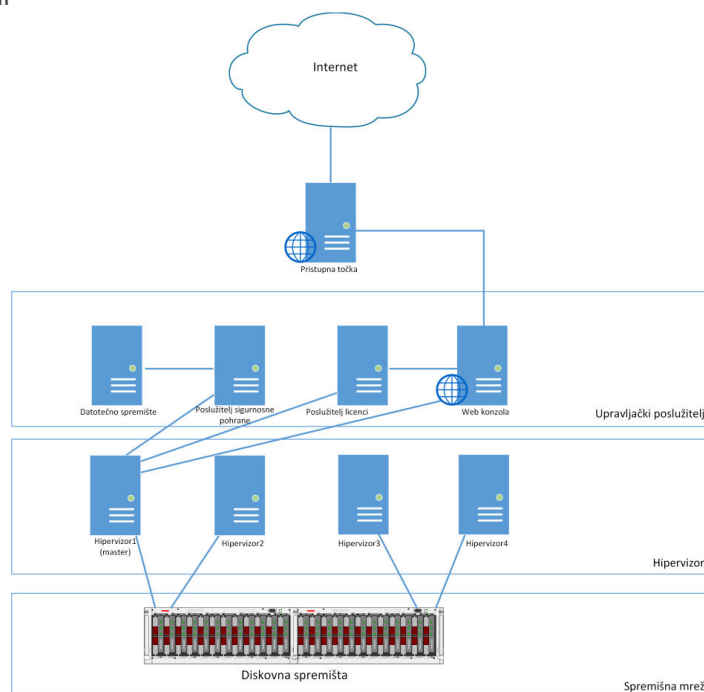 Internet
Pristupna točka
Datotečno spremište
Poslužitelj sigurnosne
pohrane
Poslužitelj licenci
Web konzola
Upravljački poslužitelj
Hipervizor1
(master)
Hipervizor2
Hipervizor3
Hipervizor4
Hipervizor
Diskovna spremišta
Spremišna mrež